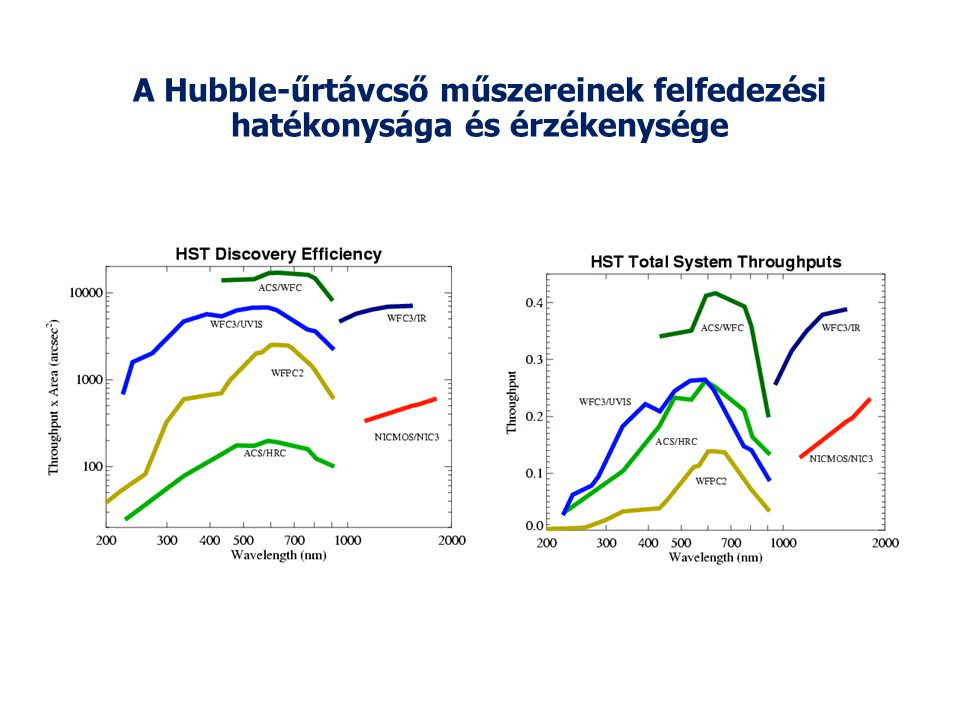 A Hubble-űrtávcső műszereinek felfedezési
hatékonysága és érzékenysége
HST Discovery Efficiency
Throughput x Area (arcsec²)
10000
1000
100
ACS/WFC
WFC3/UVIS
WFC3/IR
WFPC2
NICMOS/NIC3
ACS/HRC
200 300 400 500 700 1000 2000
Wavelength (nm)
HST Total System Throughputs
Throughput
0.4
0.3
0.2
0.1
0.0
ACS/WFC
WFC3/IR
WFC3/UVIS
ACS/HRC
NICMOS/NIC3
WFPC2
200 300 400 500 700 1000 2000
Wavelength (nm)